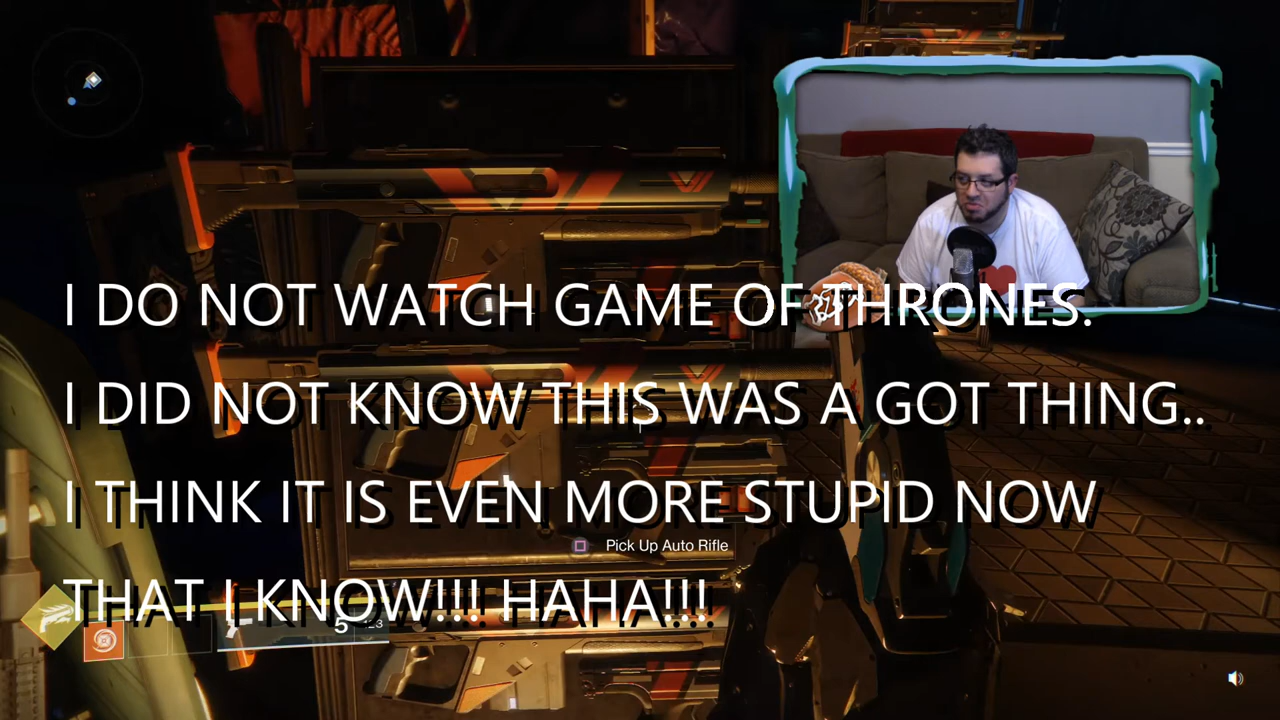 I DO NOT WATCH GAME OF THRONES.
I DID NOT KNOW THIS WAS A GOT THING..
I THINK IT IS EVEN MORE STUPID NOW
Pick Up Auto Rifle
THAT I KNOW!!!! HAHA!!!!
5